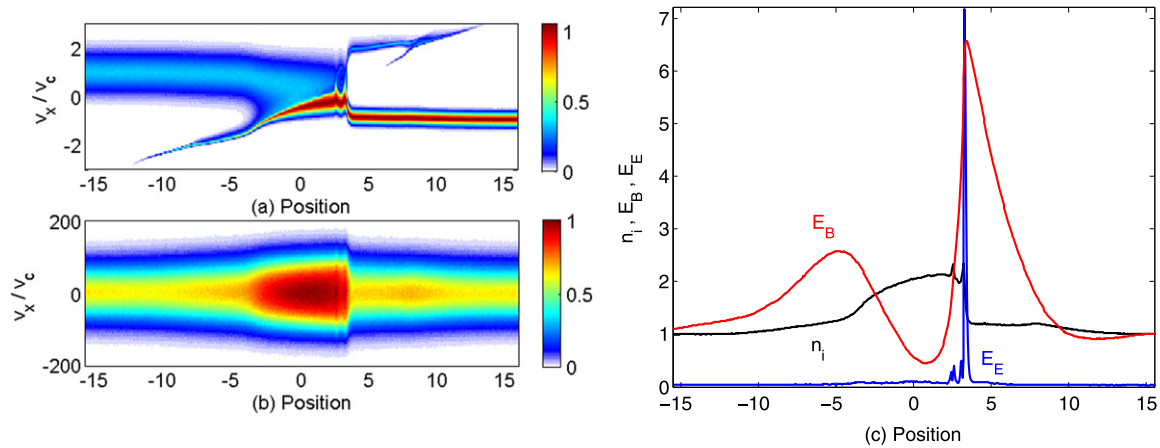 2
0
-2
v_x / v_c
-15 -10 -5 0 5 10 15
(a) Position
1
0.5
0
200
0
-200
v_x / v_c
-15 -10 -5 0 5 10 15
(b) Position
1
0.5
0
7
6
5
4
3
2
1
0
n_i , E_B , E_E
E_B
n_i
E_E
−15 −10 −5 0 5 10 15
(c) Position